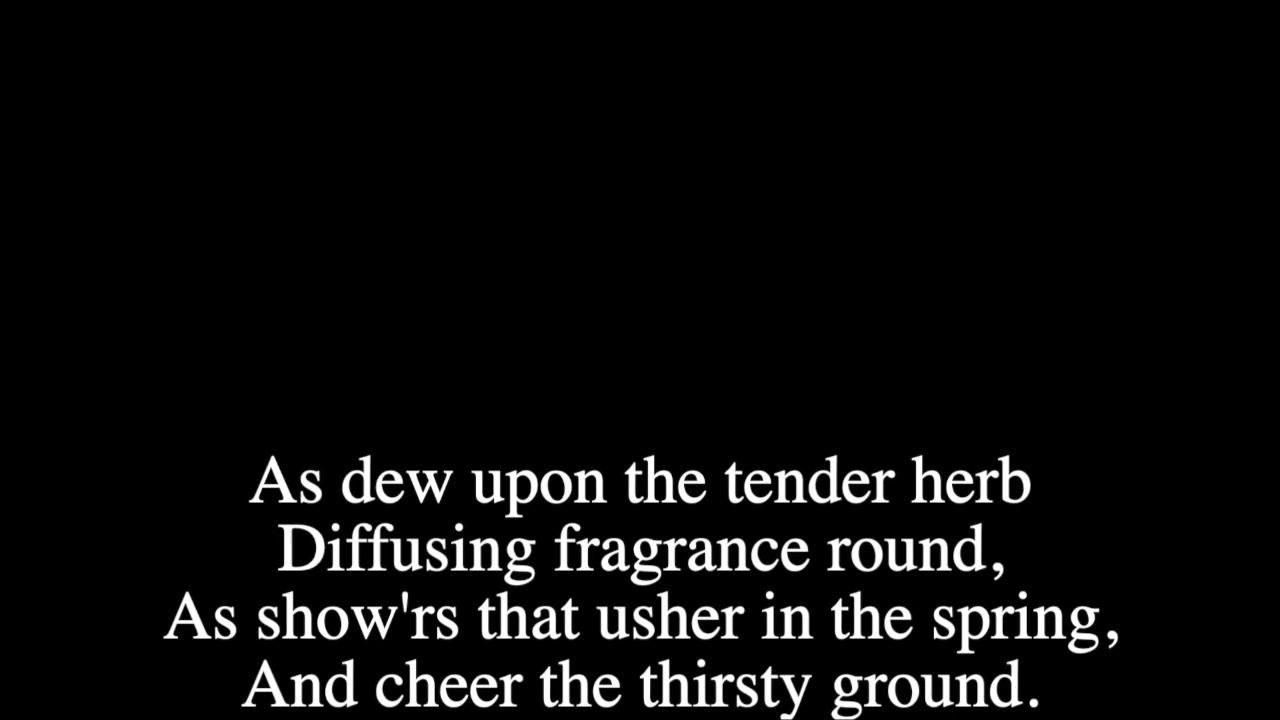 As dew upon the tender herb
Diffusing fragrance round,
As show'rs that usher in the spring,
And cheer the thirsty ground.